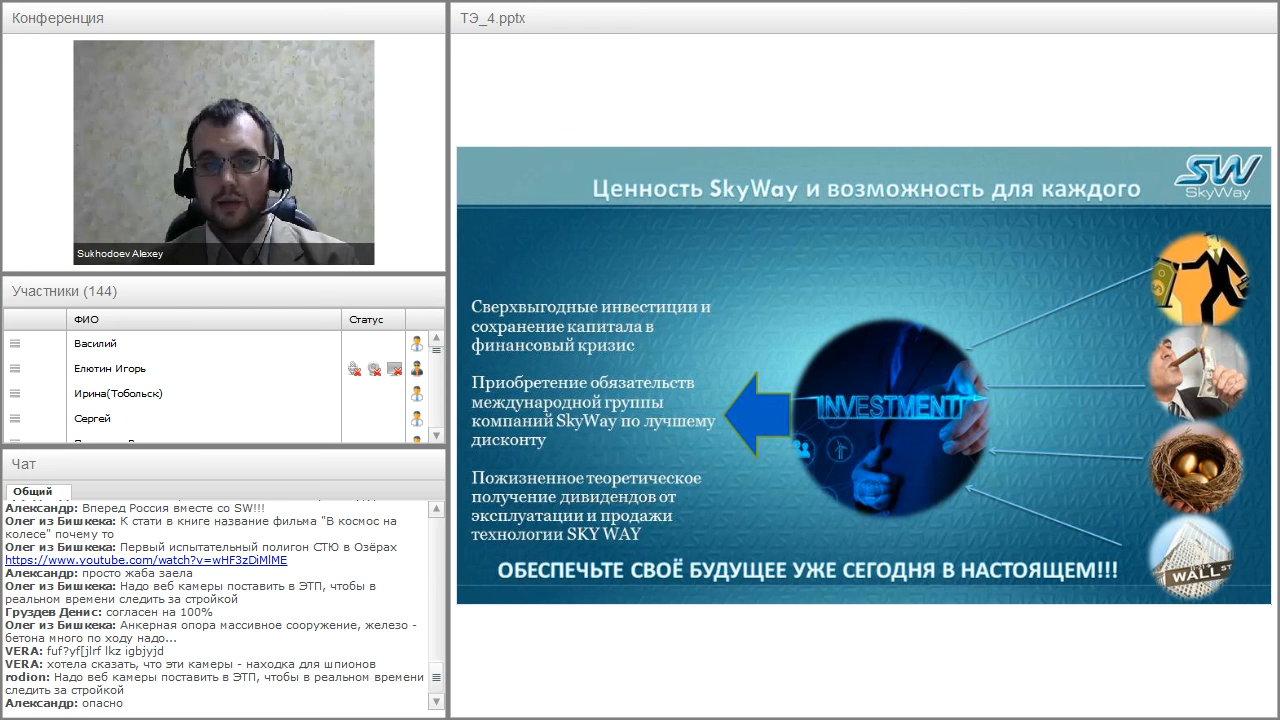 Конференция
Sukhodoev Alexey
Участники (144)
ФИО
Статус
Василий
Елютин Игорь
Ирина(Тобольск)
Сергей
Чат
Общий
Александр: Вперед Россия вместе со SW!!!
Олег из Бишкека: К стати в книге название фильма "В космос на
колесе" почему то
Олег из Бишкека: Первый испытательный полигон СТЮ в Озёрах
https://www.youtube.com/watch?v=wHF3zDiMlME
Александр: просто жаба заела
Олег из Бишкека: Надо веб камеры поставить в ЭТП, чтобы в
реальном времени следить за стройкой
Груздев Денис: согласен на 100%
Олег из Бишкека: Анкерная опора массивное сооружение, железо -
бетона много по ходу надо...
VERA: fuf?yf[jlrf lkz igbjyjd
VERA: хотела сказать, что эти камеры - находка для шпионов
rodion: Надо веб камеры поставить в ЭТП, чтобы в реальном времени
следить за стройкой
Александр: опасно
ТЭ_4.pptx
Ценность SkyWay и возможность для каждого
SW
SkyWay
Сверхвыгодные инвестиции и
сохранение капитала в
финансовый кризис
Приобретение обязательств
международной группы
компаний SkyWay по лучшему
дисконту
Пожизненное теоретическое
получение дивидендов от
эксплуатации и продажи
технологии SKY WAY
INVESTMENT
WALL ST
ОБЕСПЕЧЬТЕ СВОЁ БУДУЩЕЕ УЖЕ СЕГОДНЯ В НАСТОЯЩЕМ!!!